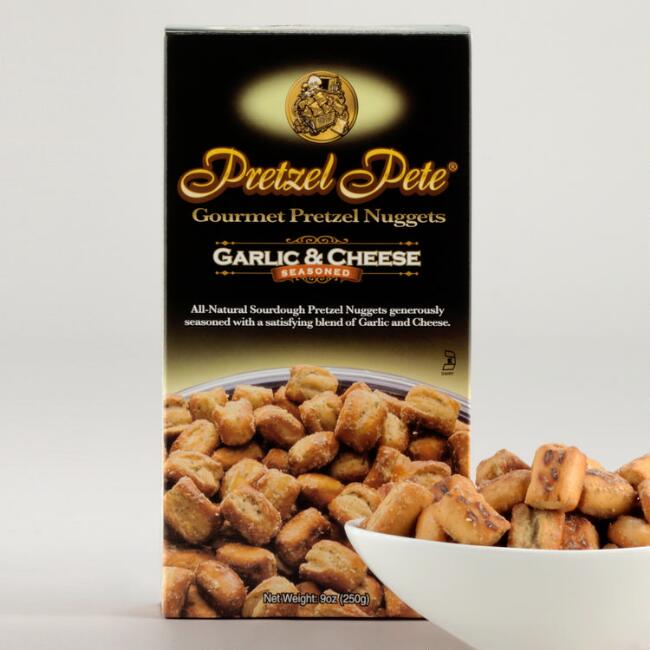 Pretzel Pete®
Gourmet Pretzel Nuggets
GARLIC & CHEESE
SEASONED
All-Natural Sourdough Pretzel Nuggets generously
seasoned with a satisfying blend of Garlic and Cheese.
DAIRY
Net Weight: 9oz (250g)